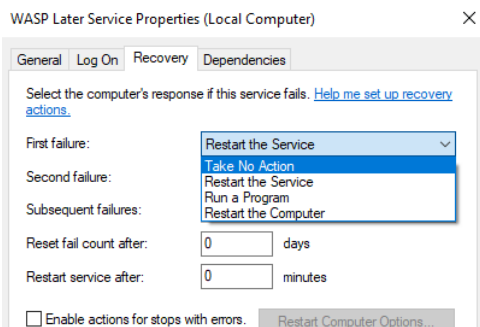 WASP Later Service Properties (Local Computer)
General Log On Recovery Dependencies
Select the computer's response if this service fails. Help me set up recovery
actions.
First failure: Restart the Service
Take No Action
Second failure: Restart the Service
Run a Program
Subsequent failures: Restart the Computer
Reset fail count after: 0 days
Restart service after: 0 minutes
Enable actions for stops with errors. Restart Computer Options...